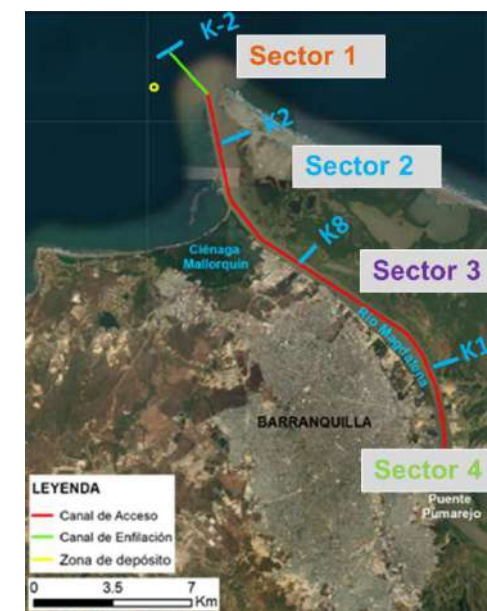 K-2
Sector 1
K2
Sector 2
K8
Ciénaga
Mallorquín
Sector 3
Río Magdalena
K1
BARRANQUILLA
Sector 4
Puente
Pumarejo
LEYENDA
Canal de Acceso
Canal de Enfilación
Zona de depósito
0 3.5 7
Km